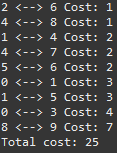 2 <--> 6 Cost: 1
4 <--> 8 Cost: 1
1 <--> 4 Cost: 2
4 <--> 7 Cost: 2
5 <--> 6 Cost: 2
0 <--> 1 Cost: 3
1 <--> 5 Cost: 3
0 <--> 3 Cost: 4
8 <--> 9 Cost: 7
Total cost: 25